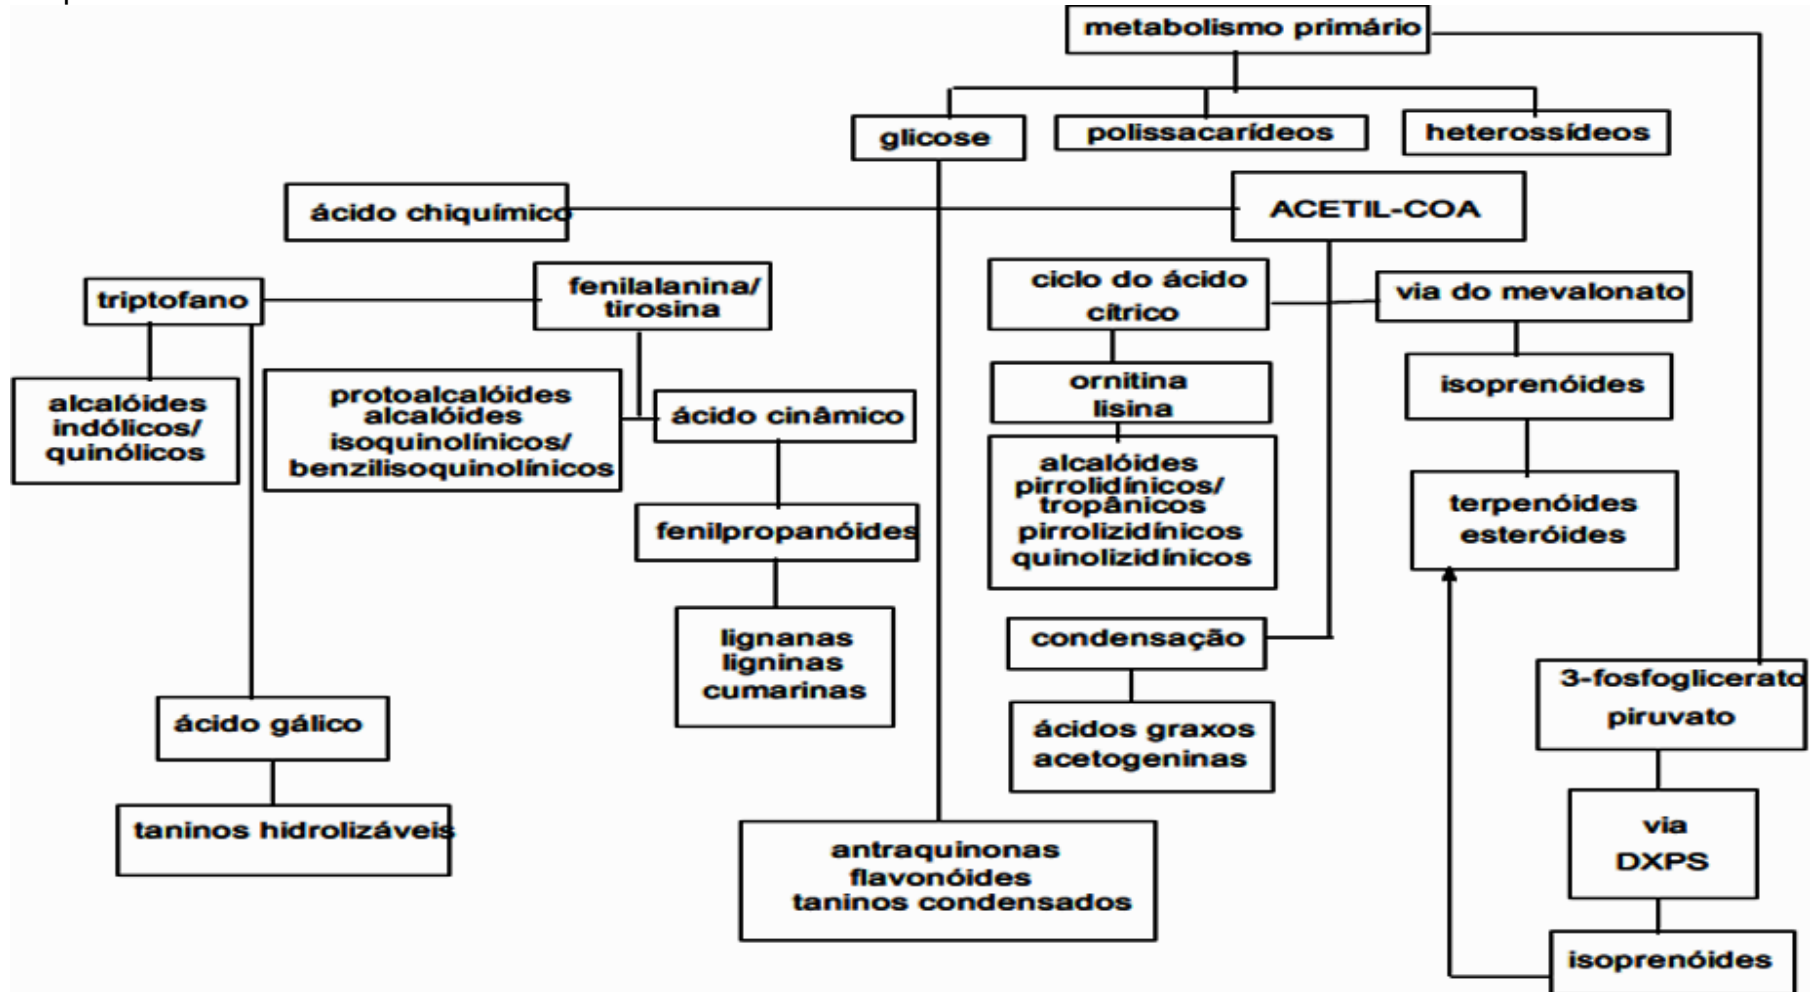 metabolismo primário
glicose
polissacarídeos
heterossídeos
ácido chiquímico
ACETIL-COA
triptofano
fenilalanina/
tirosina
ciclo do ácido
cítrico
via do mevalonato
alcalóides
indólicos/
quinólicos
protoalcalóides
alcalóides
isoquinolínicos/
benzilisoquinolínicos
ácido cinâmico
ornitina
lisina
isoprenóides
fenilpropanóides
alcalóides
pirrolidínicos/
tropânicos
pirrolizidínicos
quinolizidínicos
terpenóides
esteróides
lignanas
ligninas
cumarinas
condensação
ácido gálico
ácidos graxos
acetogeninas
3-fosfoglicerato
piruvato
taninos hidrolizáveis
antraquinonas
flavonóides
taninos condensados
via
DXPS
isoprenóides